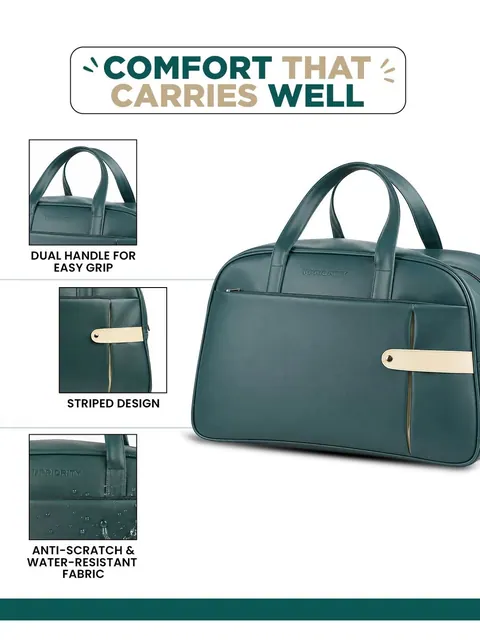 COMFORT THAT
CARRIES WELL
DUAL HANDLE FOR
EASY GRIP
STRIPED DESIGN
ANTI-SCRATCH &
WATER-RESISTANT
FABRIC